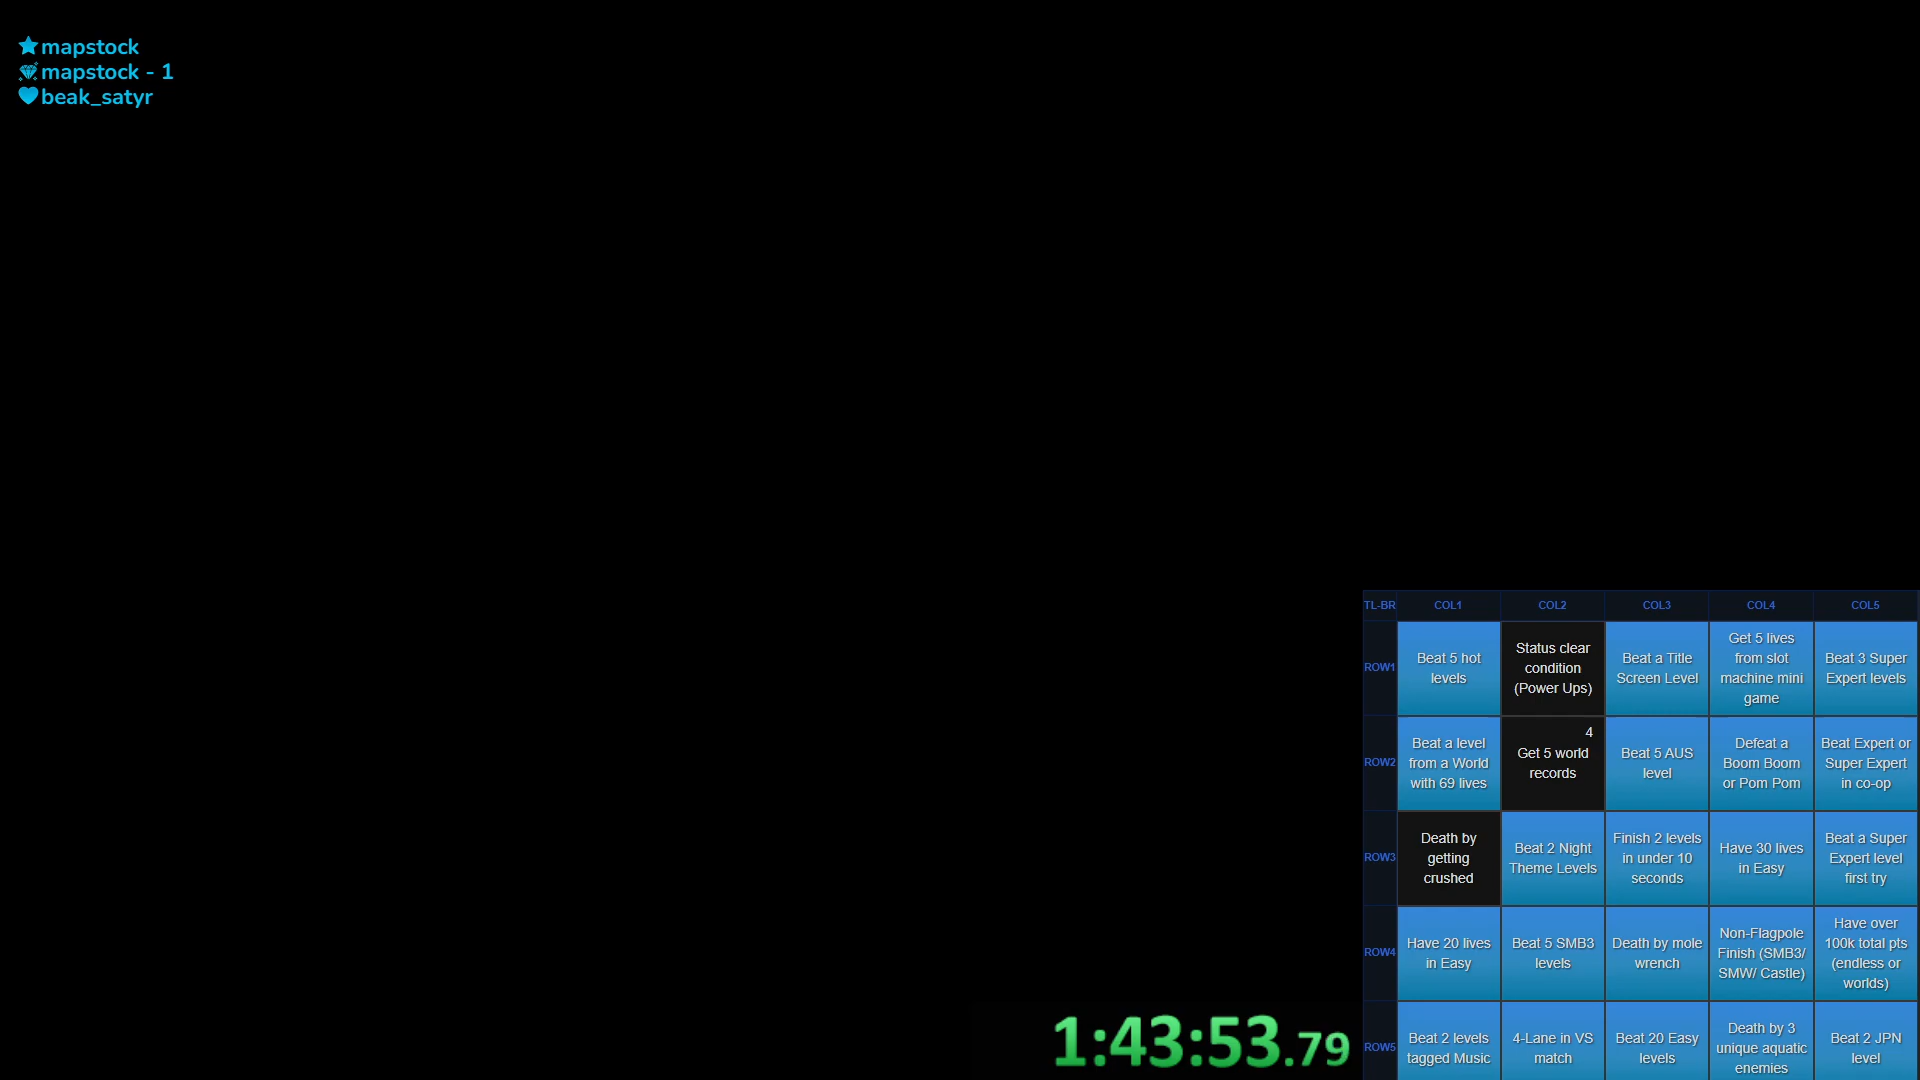 mapstock
mapstock - 1
beak_satyr
TL-BR COL1 COL2 COL3 COL4 COL5
ROW1
Beat 5 hot
levels
Status clear
condition
(Power Ups)
Beat a Title
Screen Level
Get 5 lives
from slot
machine mini
game
Beat 3 Super
Expert levels
ROW2
Beat a level
from a World
with 69 lives
4
Get 5 world
records
Beat 5 AUS
level
Defeat a
Boom Boom
or Pom Pom
Beat Expert or
Super Expert
in co-op
ROW3
Death by
getting
crushed
Beat 2 Night
Theme Levels
Finish 2 levels
in under 10
seconds
Have 30 lives
in Easy
Beat a Super
Expert level
first try
ROW4
Have 20 lives
in Easy
Beat 5 SMB3
levels
Death by mole
wrench
Non-Flagpole
Finish (SMB3/
SMW/ Castle)
Have over
100k total pts
(endless or
worlds)
ROW5
Beat 2 levels
tagged Music
4-Lane in VS
match
Beat 20 Easy
levels
Death by 3
unique aquatic
enemies
Beat 2 JPN
level
1:43:53.79